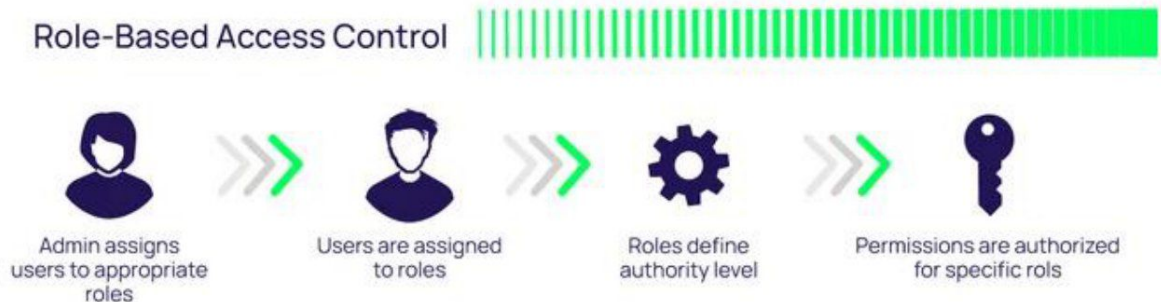 Role-Based Access Control
Admin assigns
users to appropriate
roles
Users are assigned
to roles
Roles define
authority level
Permissions are authorized
for specific rols